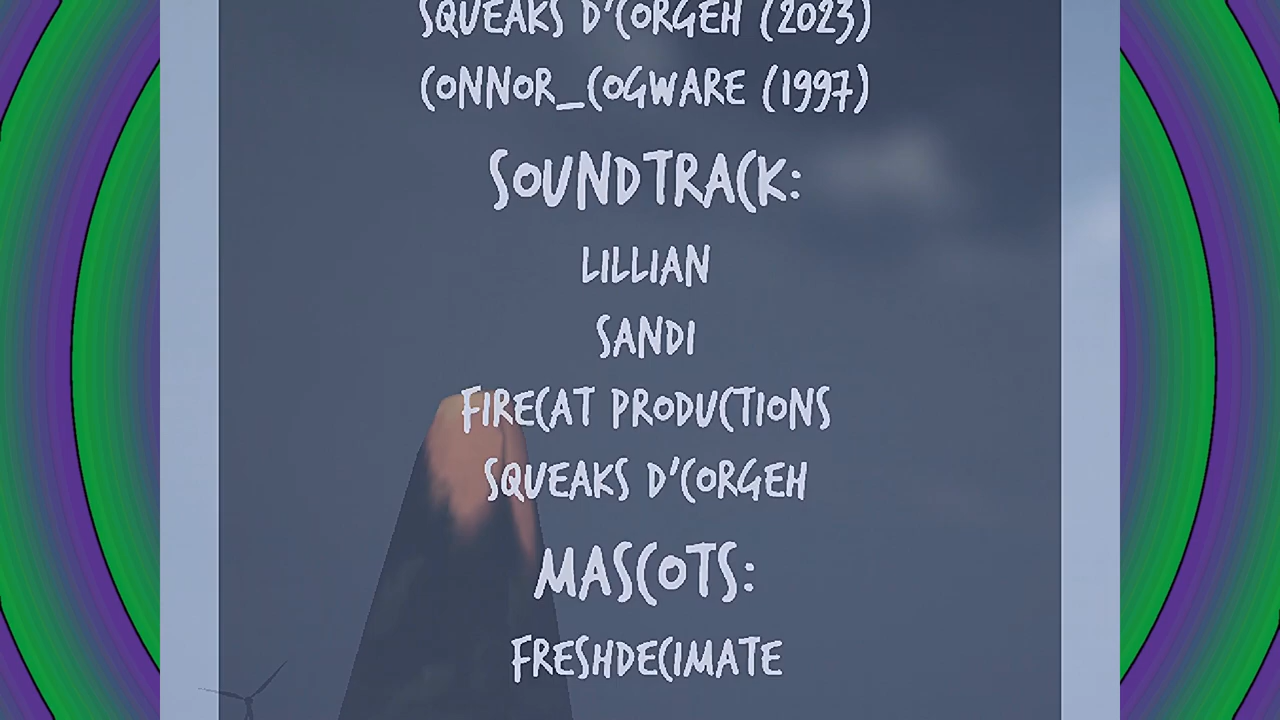 SQUEAKS D'CORGEH (2023)
CONNOR_COGWARE (1997)
SOUNDTRACK:
LILLIAN
SANDI
FIRECAT PRODUCTIONS
SQUEAKS D'CORGEH
MASCOTS:
FRESHDECIMATE